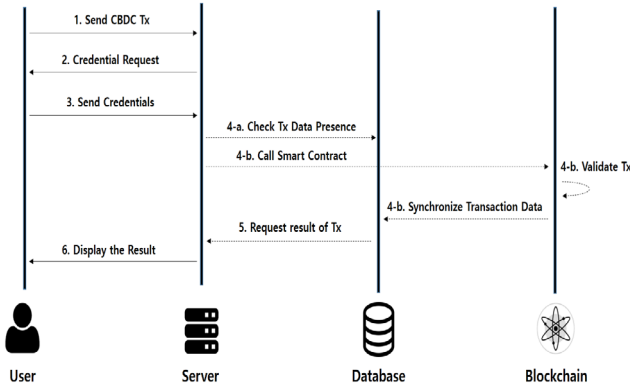 1. Send CBDC Tx
2. Credential Request
3. Send Credentials
4-a. Check Tx Data Presence
4-b. Call Smart Contract
4-b. Validate Tx
4-b. Synchronize Transaction Data
5. Request result of Tx
6. Display the Result
User
Server
Database
Blockchain